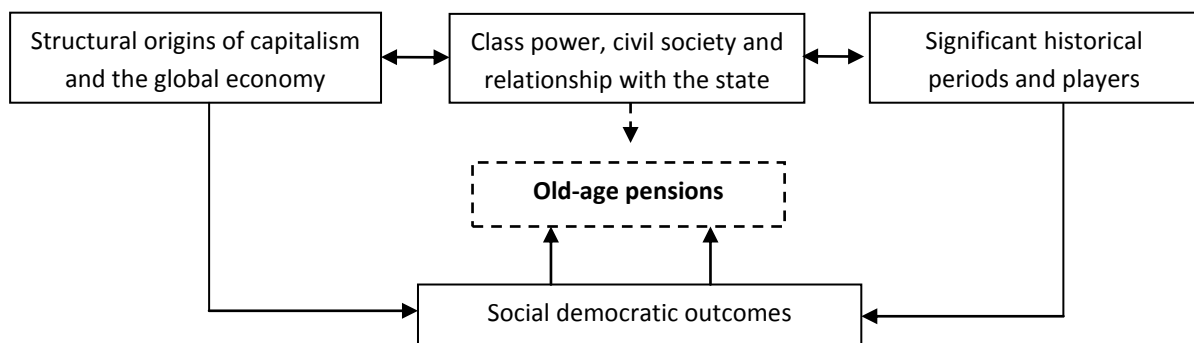 Structural origins of capitalism
and the global economy
Class power, civil society and
relationship with the state
Significant historical
periods and players
Old-age pensions
Social democratic outcomes